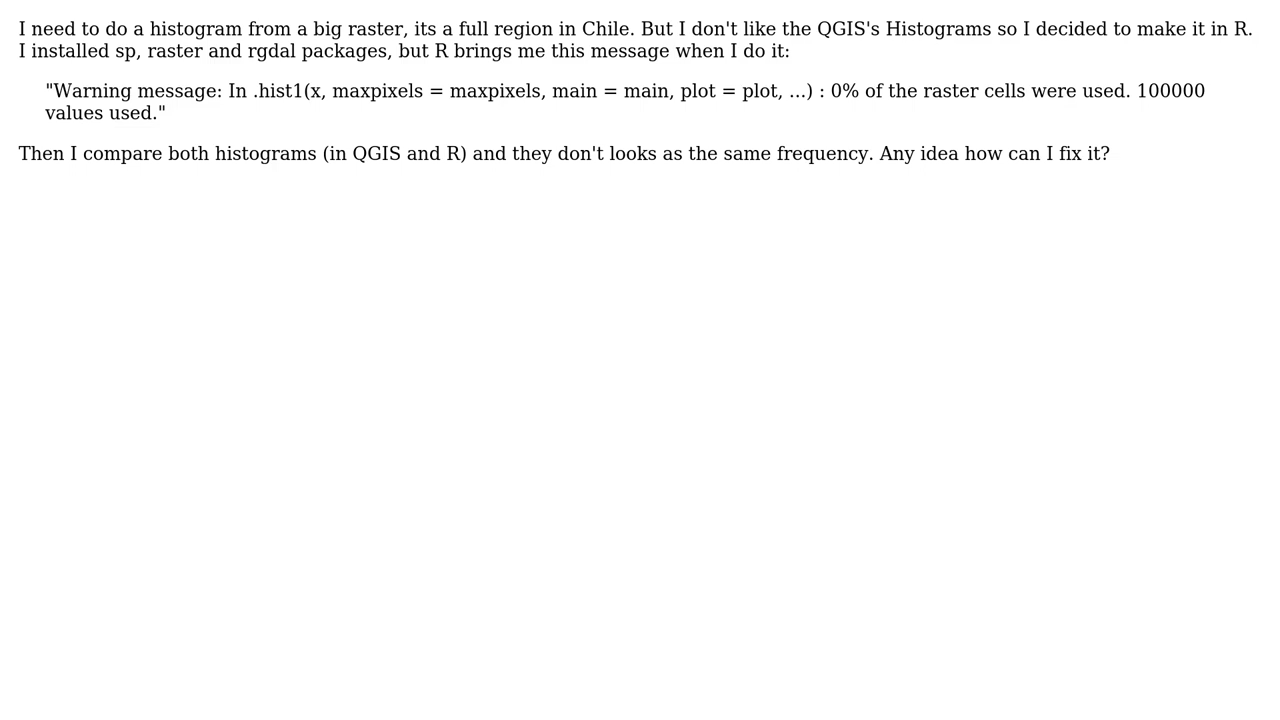 I need to do a histogram from a big raster, its a full region in Chile. But I don't like the QGIS's Histograms so I decided to make it in R.
I installed sp, raster and rgdal packages, but R brings me this message when I do it:
"Warning message: In .hist1(x, maxpixels = maxpixels, main = main, plot = plot, ...) : 0% of the raster cells were used. 100000
values used."
Then I compare both histograms (in QGIS and R) and they don't looks as the same frequency. Any idea how can I fix it?